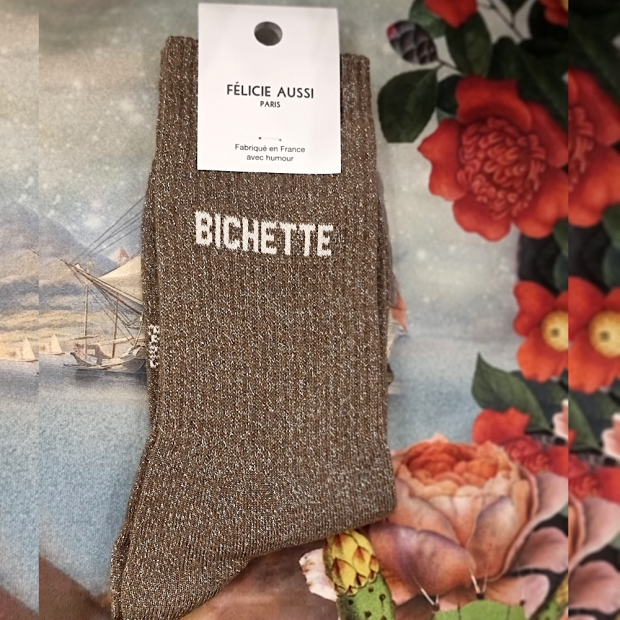 FÉLICIE AUSSI
PARIS
Fabriqué en France
avec humour
BICHETTE